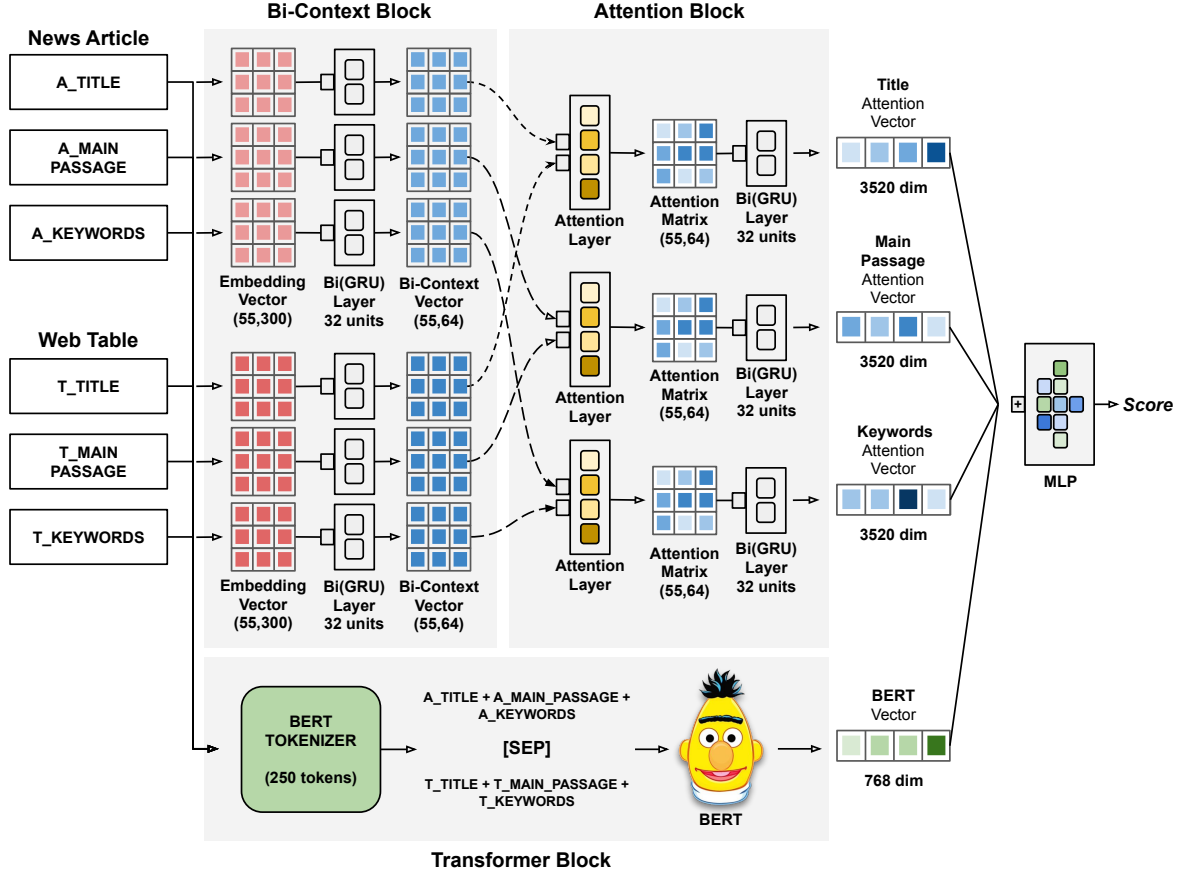 Bi-Context Block
Attention Block
News Article
A_TITLE
A_MAIN
PASSAGE
A_KEYWORDS
Embedding
Vector
(55,300)
Bi(GRU)
Layer
32 units
Bi-Context
Vector
(55,64)
Web Table
T_TITLE
T_MAIN
PASSAGE
T_KEYWORDS
Embedding
Vector
(55,300)
Bi(GRU)
Layer
32 units
Bi-Context
Vector
(55,64)
Attention
Layer
Attention
Matrix
(55,64)
Bi(GRU)
Layer
32 units
Attention
Layer
Attention
Matrix
(55,64)
Bi(GRU)
Layer
32 units
Attention
Layer
Attention
Matrix
(55,64)
Bi(GRU)
Layer
32 units
Title
Attention
Vector
3520 dim
Main
Passage
Attention
Vector
3520 dim
Keywords
Attention
Vector
3520 dim
BERT
Vector
768 dim
+
MLP
Score
BERT
TOKENIZER
(250 tokens)
A_TITLE + A_MAIN_PASSAGE +
A_KEYWORDS
[SEP]
T_TITLE + T_MAIN_PASSAGE +
T_KEYWORDS
BERT
Transformer Block